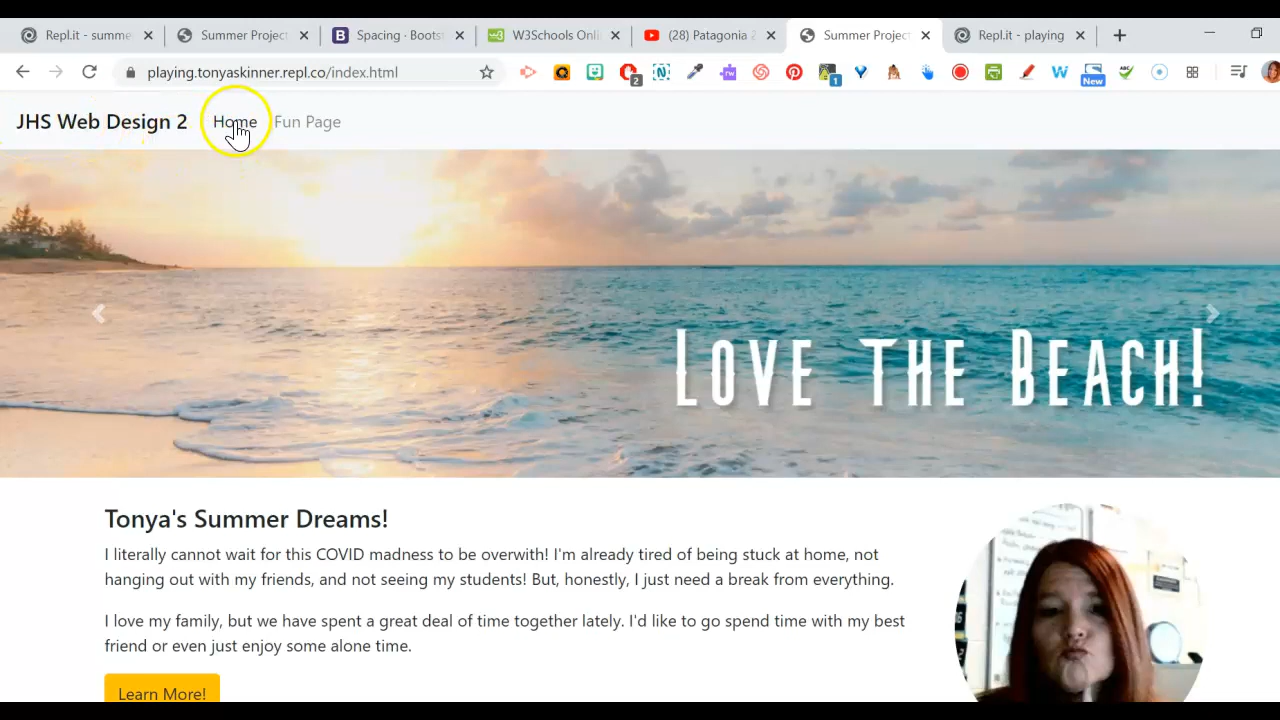 Repl.it - summe
Summer Project
Spacing · Boots
W3Schools Onli
(28) Patagonia
Summer Project
Repl.it - playing
playing.tonyaskinner.repl.co/index.html
2
1
New
JHS Web Design 2
Home
Fun Page
LOVE THE BEACH!
Tonya's Summer Dreams!
I literally cannot wait for this COVID madness to be overwith! I'm already tired of being stuck at home, not
hanging out with my friends, and not seeing my students! But, honestly, I just need a break from everything.
I love my family, but we have spent a great deal of time together lately. I'd like to go spend time with my best
friend or even just enjoy some alone time.
Learn More!